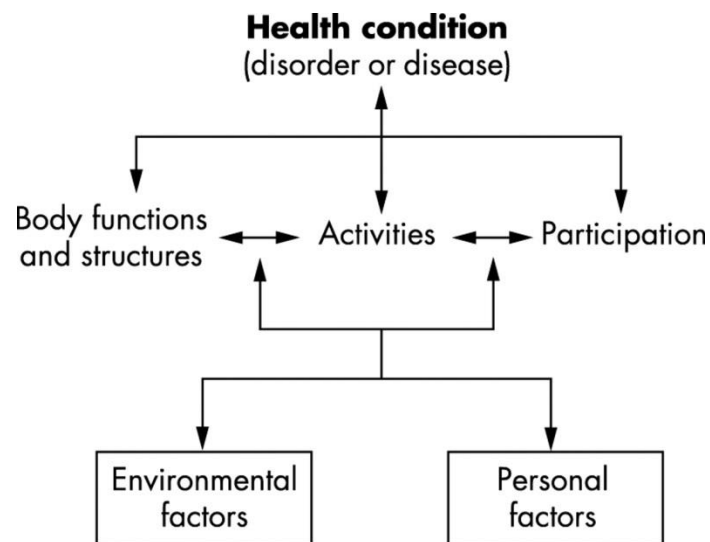 Health condition
(disorder or disease)
Body functions
and structures
Activities
Participation
Environmental
factors
Personal
factors